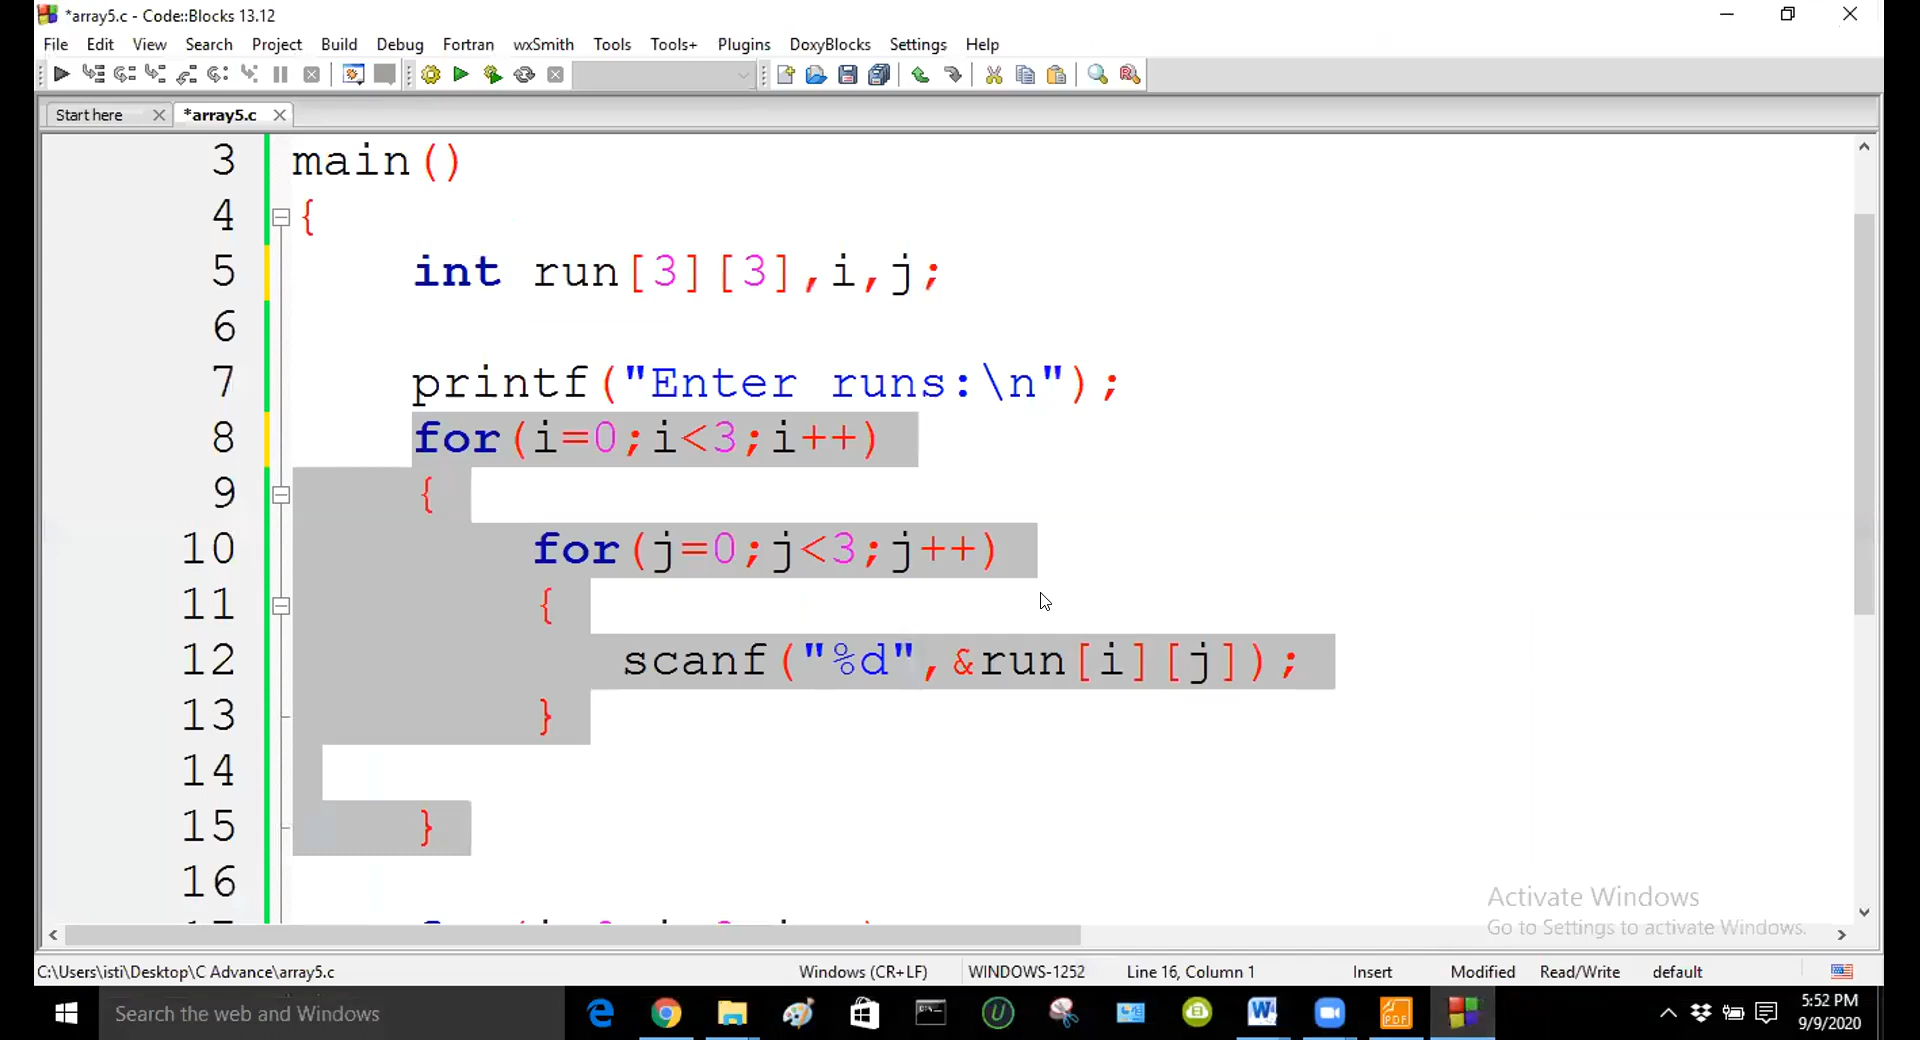 *array5.c - Code::Blocks 13.12
File Edit View Search Project Build Debug Fortran wxSmith Tools Tools+ Plugins DoxyBlocks Settings Help
Start here *array5.c
3 main()
4 {
5 int run[3][3],i,j;
6
7 printf("Enter runs:\n");
8 for(i=0;i<3;i++)
9 {
10 for(j=0;j<3;j++)
11 {
12 scanf("%d",&run[i][j]);
13 }
14
15 }
16
Activate Windows
Go to Settings to activate Windows.
C:\Users\isti\Desktop\C Advance\array5.c Windows (CR+LF) WINDOWS-1252 Line 16, Column 1 Insert Modified Read/Write default
Search the web and Windows
5:52 PM
9/9/2020